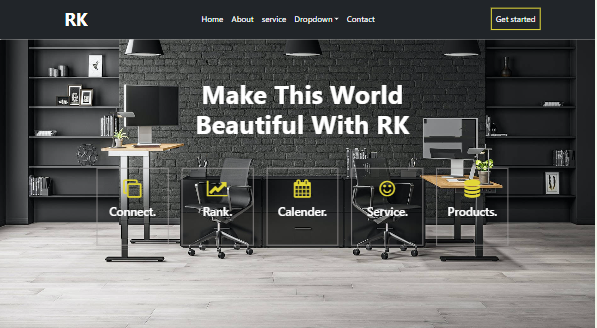 RK
Home About service Dropdown Contact
Get started
Make This World
Beautiful With RK
Connect. Rank. Calender. Service. Products.